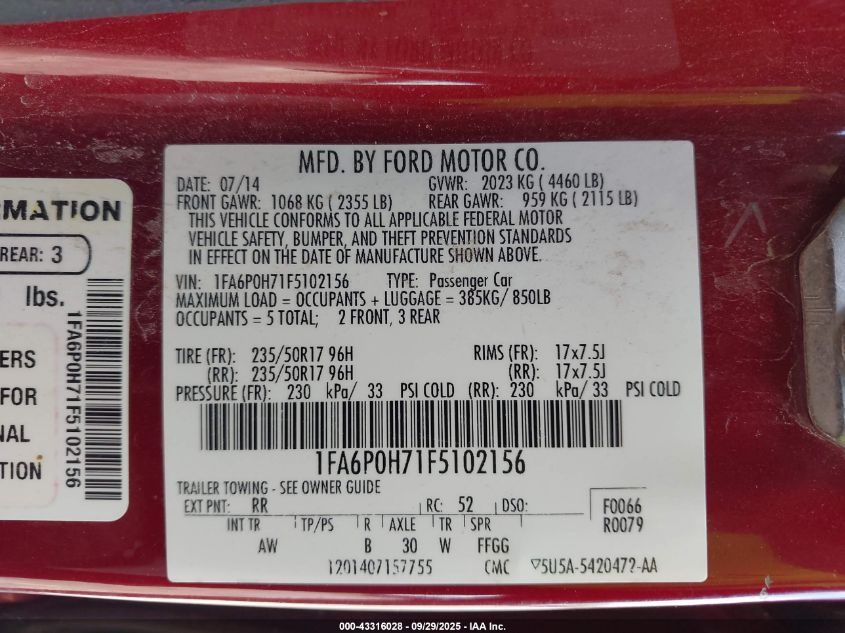 MFD. BY FORD MOTOR CO.
DATE: 07/14 GVWR: 2023 KG ( 4460 LB)
FRONT GAWR: 1068 KG ( 2355 LB) REAR GAWR: 959 KG ( 2115 LB)
THIS VEHICLE CONFORMS TO ALL APPLICABLE FEDERAL MOTOR
VEHICLE SAFETY, BUMPER, AND THEFT PREVENTION STANDARDS
IN EFFECT ON THE DATE OF MANUFACTURE SHOWN ABOVE.
VIN: 1FA6P0H71F5102156 TYPE: Passenger Car
MAXIMUM LOAD = OCCUPANTS + LUGGAGE = 385KG/ 850LB
OCCUPANTS = 5 TOTAL; 2 FRONT, 3 REAR
TIRE (FR): 235/50R17 96H RIMS (FR): 17x7.5J
(RR): 235/50R17 96H (RR): 17x7.5J
PRESSURE (FR): 230 kPa/ 33 PSI COLD (RR): 230 kPa/ 33 PSI COLD
1FA6P0H71F5102156
TRAILER TOWING - SEE OWNER GUIDE
EXT PNT: RR RC: 52 DSO: F0066
R0079
INT TR TP/PS R AXLE TR SPR
AW B 30 W FFGG
1201407157755 CMC 5U5A-5420472-AA
RMATION
REAR: 3
lbs.
ERS
FOR
NAL
S
1FA6P0H71F5102156
000-43316028 - 09/29/2025 - IAA Inc.